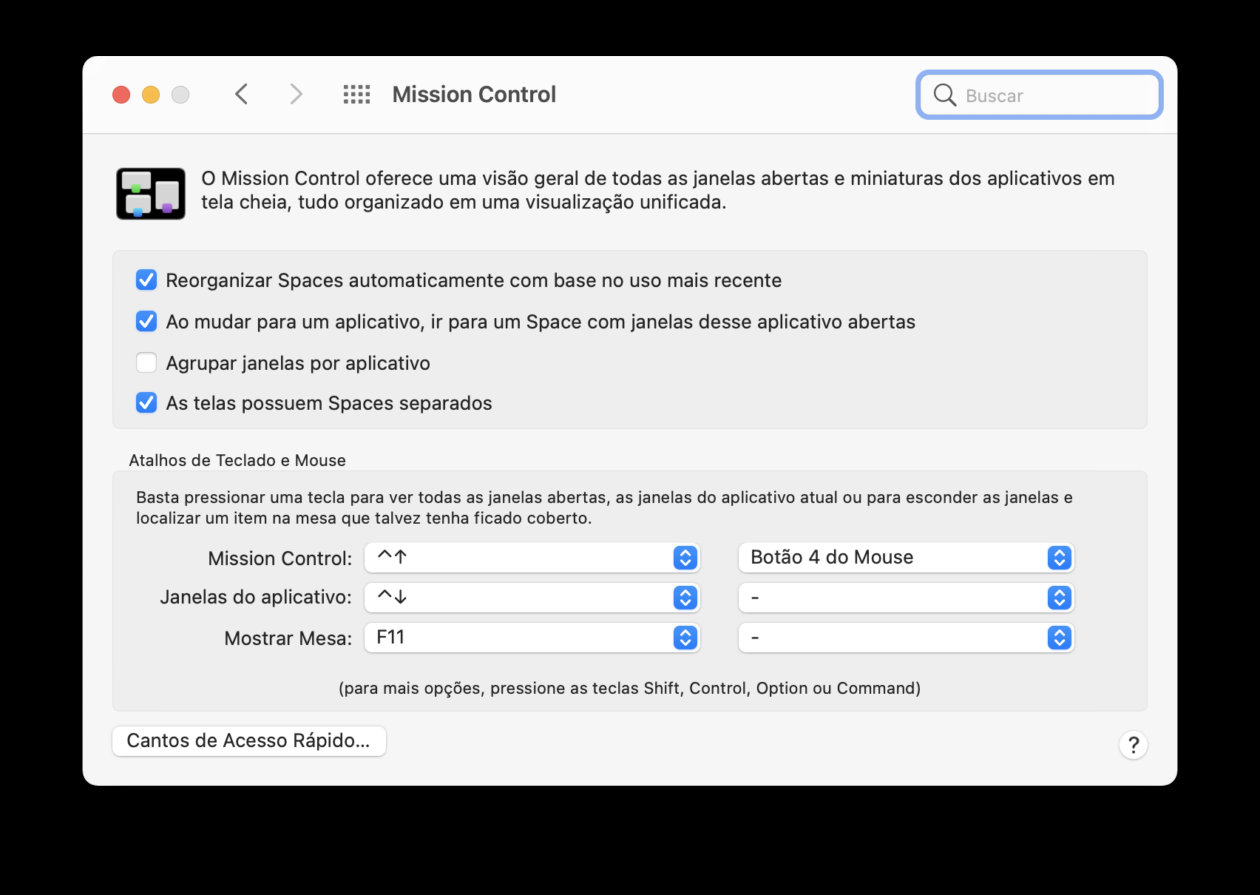 Mission Control
Buscar
O Mission Control oferece uma visão geral de todas as janelas abertas e miniaturas dos aplicativos em
tela cheia, tudo organizado em uma visualização unificada.
Reorganizar Spaces automaticamente com base no uso mais recente
Ao mudar para um aplicativo, ir para um Space com janelas desse aplicativo abertas
Agrupar janelas por aplicativo
As telas possuem Spaces separados
Atalhos de Teclado e Mouse
Basta pressionar uma tecla para ver todas as janelas abertas, as janelas do aplicativo atual ou para esconder as janelas e
localizar um item na mesa que talvez tenha ficado coberto.
Mission Control: ^↑ Botão 4 do Mouse
Janelas do aplicativo: ^↓ -
Mostrar Mesa: F11 -
(para mais opções, pressione as teclas Shift, Control, Option ou Command)
Cantos de Acesso Rápido... ?